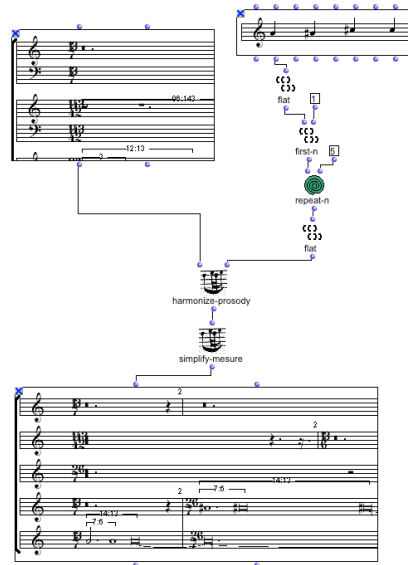 flat
1
first-n
5
repeat-n
flat
96:143
12:13
3
harmonize-prosody
simplify-mesure
2
2
14:13
7:6
2
14:13
7:6